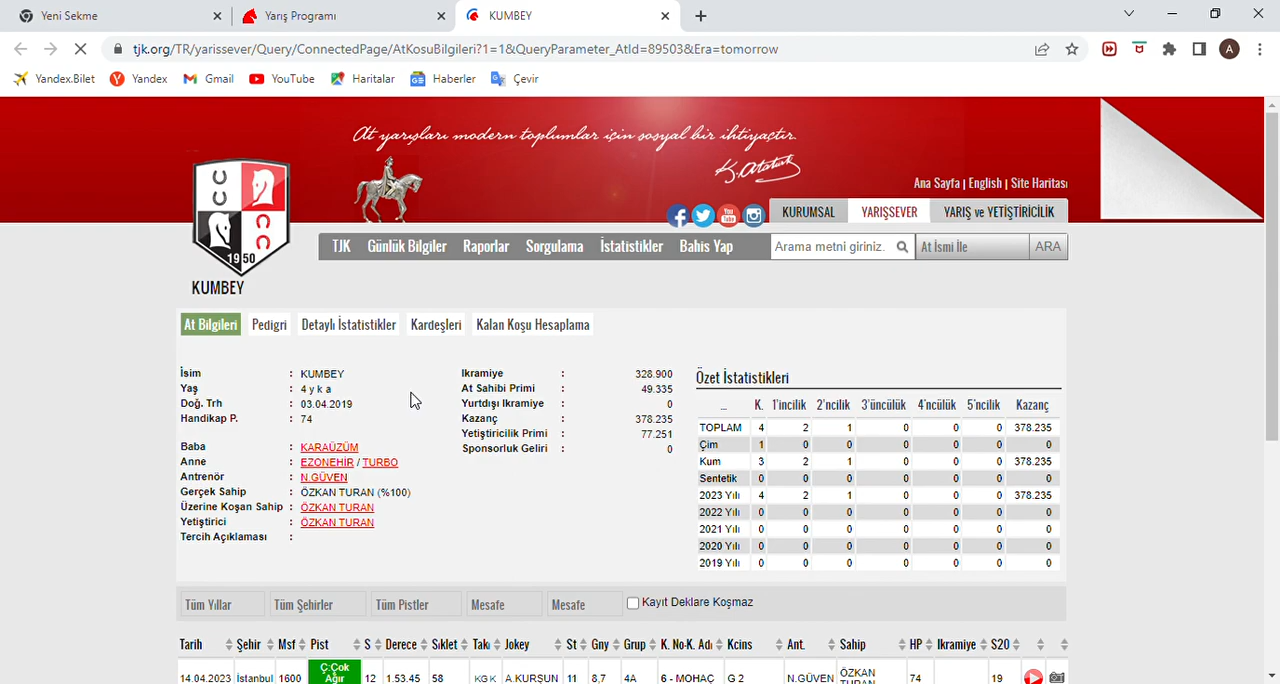 Yeni Sekme
Yarış Programı
KUMBEY
tjk.org/TR/yarissever/Query/ConnectedPage/AtKosuBilgileri?1=1&QueryParameter_AtId=89503&Era=tomorrow
A
Yandex.Bilet Yandex Gmail YouTube Haritalar Haberler Çevir
At yarışları modern toplumlar için sosyal bir ihtiyaçtır.
K.Atatürk
Ana Sayfa | English | Site Haritası
KURUMSAL YARIŞSEVER YARIŞ ve YETİŞTİRİCİLİK
TJK Günlük Bilgiler Raporlar Sorgulama İstatistikler Bahis Yap Arama metni giriniz. At İsmi İle ARA
1950
KUMBEY
At Bilgileri Pedigri Detaylı İstatistikler Kardeşleri Kalan Koşu Hesaplama
İsim : KUMBEY
Yaş : 4 y k a
Doğ. Trh : 03.04.2019
Handikap P. : 74
Baba : KARAÜZÜM
Anne : EZONEHİR / TURBO
Antrenör : N.GÜVEN
Gerçek Sahip : ÖZKAN TURAN (%100)
Üzerine Koşan Sahip : ÖZKAN TURAN
Yetiştirici : ÖZKAN TURAN
Tercih Açıklaması :
Ikramiye : 328.900
At Sahibi Primi : 49.335
Yurtdışı Ikramiye : 0
Kazanç : 378.235
Yetiştiricilik Primi : 77.251
Sponsorluk Geliri : 0
Özet İstatistikleri
... K. 1'incilik 2'ncilik 3'üncülük 4'ncülük 5'ncilik Kazanç
TOPLAM 4 2 1 0 0 0 378.235
Çim 1 0 0 0 0 0 0
Kum 3 2 1 0 0 0 378.235
Sentetik 0 0 0 0 0 0 0
2023 Yılı 4 2 1 0 0 0 378.235
2022 Yılı 0 0 0 0 0 0 0
2021 Yılı 0 0 0 0 0 0 0
2020 Yılı 0 0 0 0 0 0 0
2019 Yılı 0 0 0 0 0 0 0
Tüm Yıllar Tüm Şehirler Tüm Pistler Mesafe Mesafe Kayıt Deklare Koşmaz
Tarih Şehir Msf Pist S Derece Sıklet Takı Jokey St Gny Grup K. No-K. Adı Kcins Ant. Sahip HP Ikramiye S20
14.04.2023 İstanbul 1600 Ç:Çok Ağır 12 1.53.45 58 KGK A.KURŞUN 11 8,7 4A 6 - MOHAÇ G 2 N.GÜVEN ÖZKAN TURAN 74 19